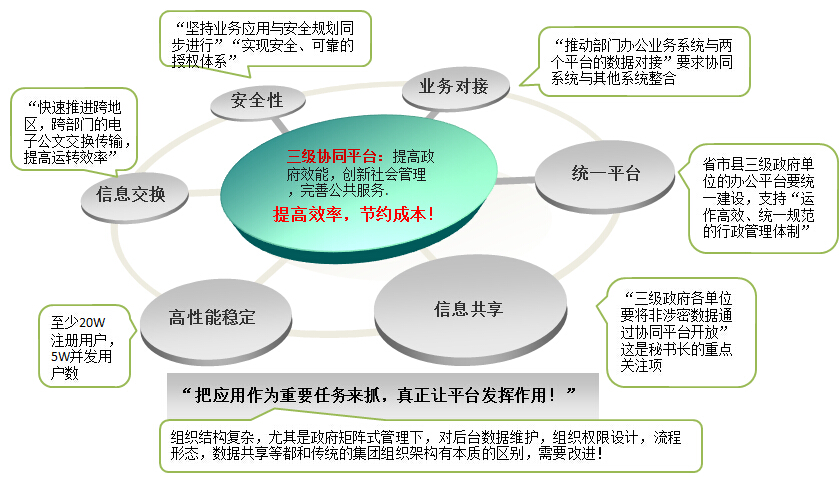 “坚持业务应用与安全规划同
步进行”“实现安全、可靠的
授权体系”
“推动部门办公业务系统与两
个平台的数据对接”要求协同
系统与其他系统整合
安全性
业务对接
“快速推进跨地
区，跨部门的电
子公文交换传输，
提高运转效率”
信息交换
三级协同平台：提高政
府效能，创新社会管理
，完善公共服务.
提高效率，节约成本！
统一平台
省市县三级政府单
位的办公平台要统
一建设，支持“运
作高效、统一规范
的行政管理体制”
高性能稳定
信息共享
至少20W
注册用户，
5W并发用
户数
“三级政府各单位
要将非涉密数据通
过协同平台开放”
这是秘书长的重点
关注项
“把应用作为重要任务来抓，真正让平台发挥作用！”
组织结构复杂，尤其是政府矩阵式管理下，对后台数据维护，组织权限设计，流程
形态，数据共享等都和传统的集团组织架构有本质的区别，需要改进！